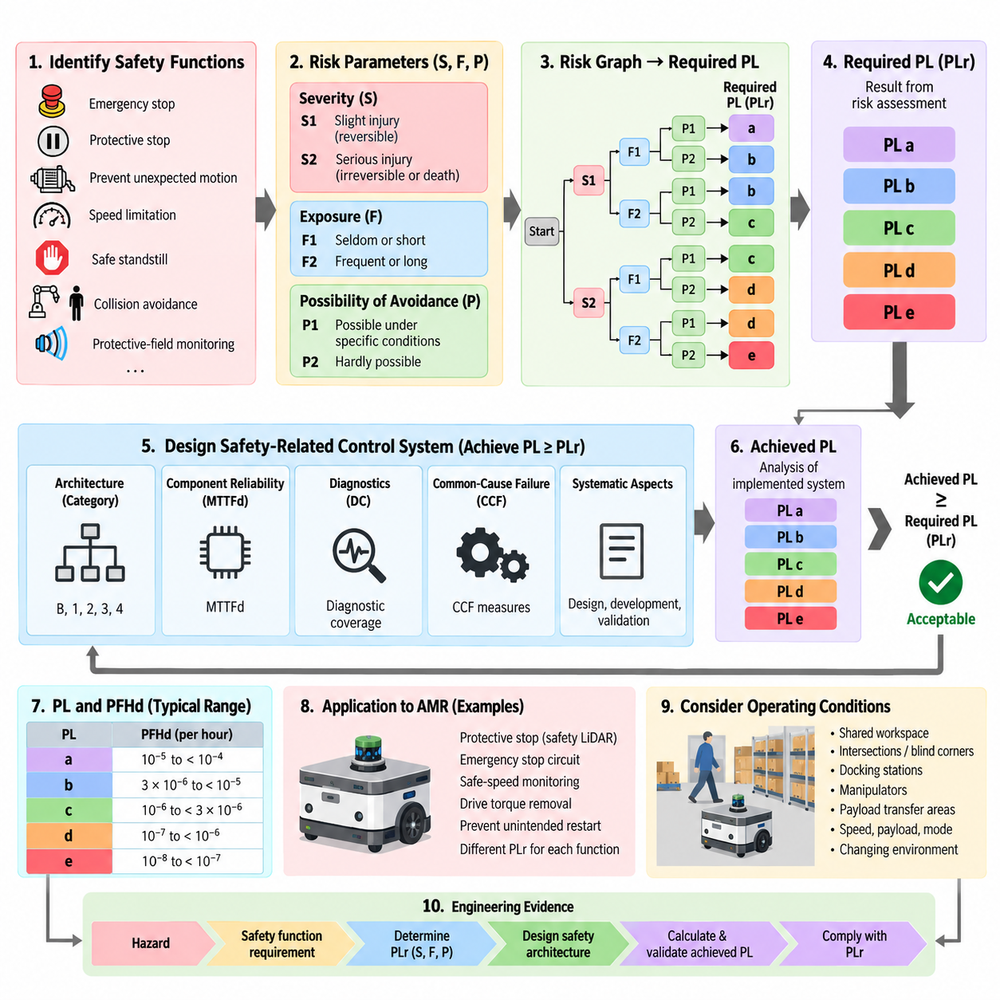 1. Identify Safety Functions
Emergency stop
Protective stop
Prevent unexpected motion
Speed limitation
Safe standstill
Collision avoidance
Protective-field monitoring
...
2. Risk Parameters (S, F, P)
Severity (S)
S1 Slight injury
(reversible)
S2 Serious injury
(irreversible or death)
Exposure (F)
F1 Seldom or short
F2 Frequent or long
Possibility of Avoidance (P)
P1 Possible under
specific conditions
P2 Hardly possible
3. Risk Graph → Required PL
Required
PL (PLr)
Start
S1
F1
P1
a
P2
b
F2
P1
b
P2
c
S2
F1
P1
c
P2
d
F2
P1
d
P2
e
4. Required PL (PLr)
Result from
risk assessment
PL a
PL b
PL c
PL d
PL e
5. Design Safety-Related Control System (Achieve PL ≥ PLr)
Architecture
(Category)
B, 1, 2, 3, 4
Component Reliability
(MTTFd)
MTTFd
Diagnostics
(DC)
Diagnostic
coverage
Common-Cause Failure
(CCF)
CCF measures
Systematic Aspects
Design, development,
validation
6. Achieved PL
Analysis of
implemented system
PL a
PL b
PL c
PL d
PL e
Achieved PL
≥
Required PL
(PLr)
Acceptable
7. PL and PFHd (Typical Range)
PL PFHd (per hour)
a 10⁻⁵ to < 10⁻⁴
b 3 × 10⁻⁶ to < 10⁻⁵
c 10⁻⁶ to < 3 × 10⁻⁶
d 10⁻⁷ to < 10⁻⁶
e 10⁻⁸ to < 10⁻⁷
8. Application to AMR (Examples)
Protective stop (safety LiDAR)
Emergency stop circuit
Safe-speed monitoring
Drive torque removal
Prevent unintended restart
Different PLr for each function
9. Consider Operating Conditions
• Shared workspace
• Intersections / blind corners
• Docking stations
• Manipulators
• Payload transfer areas
• Speed, payload, mode
• Changing environment
10. Engineering Evidence
Hazard
Safety function
requirement
Determine
PLr (S, F, P)
Design safety
architecture
Calculate &
validate achieved PL
Comply with
PLr